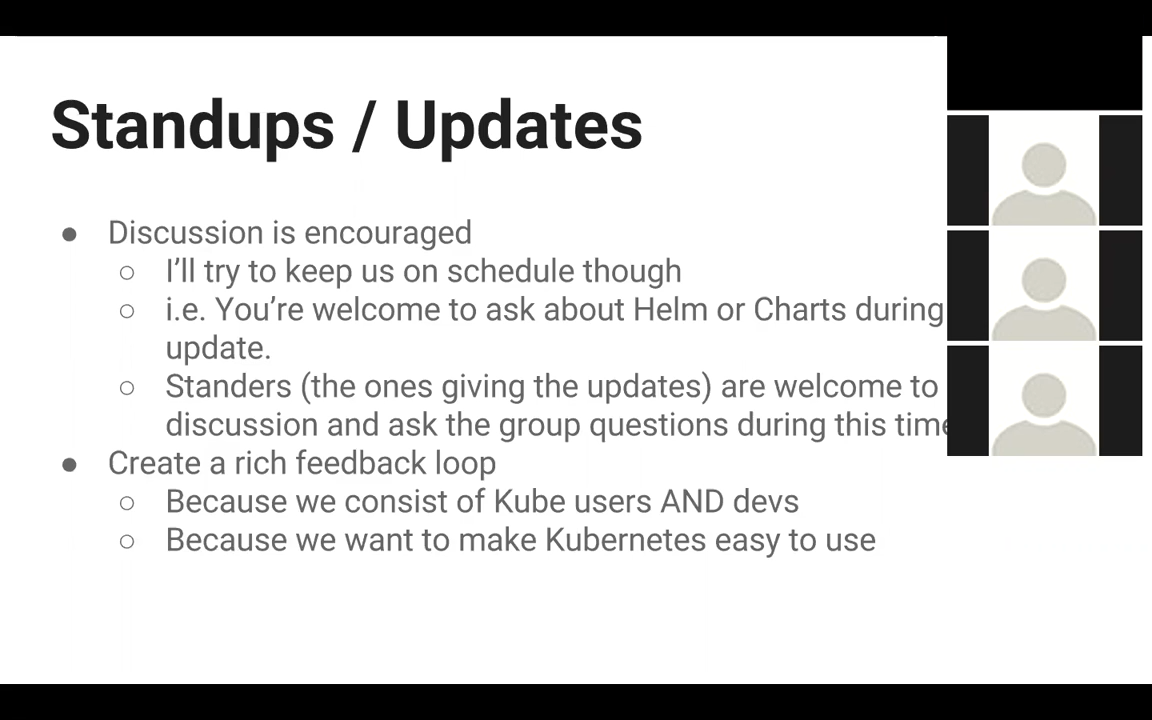 Standups / Updates
● Discussion is encouraged
○ I'll try to keep us on schedule though
○ i.e. You're welcome to ask about Helm or Charts during
update.
○ Standers (the ones giving the updates) are welcome to
discussion and ask the group questions during this time
● Create a rich feedback loop
○ Because we consist of Kube users AND devs
○ Because we want to make Kubernetes easy to use